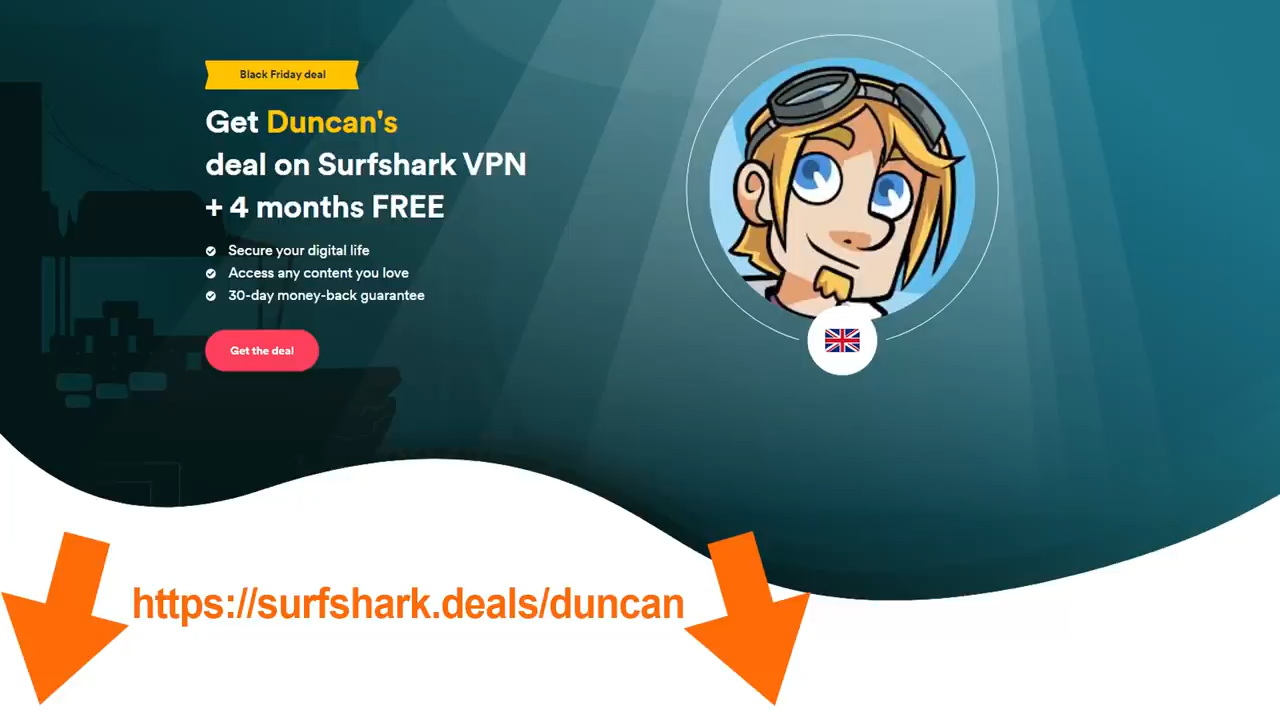 Black Friday deal
Get Duncan's
deal on Surfshark VPN
+ 4 months FREE
Secure your digital life
Access any content you love
30-day money-back guarantee
Get the deal
https://surfshark.deals/duncan